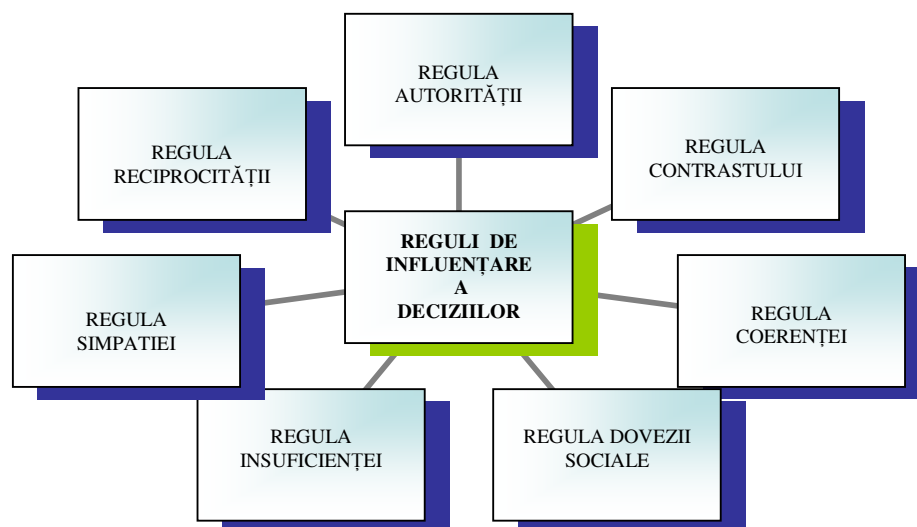 REGULA
AUTORITĂȚII
REGULA
RECIPROCITĂȚII
REGULA
CONTRASTULUI
REGULI DE
INFLUENȚARE
A
DECIZIILOR
REGULA
SIMPATIEI
REGULA
COERENȚEI
REGULA
INSUFICIENȚEI
REGULA DOVEZII
SOCIALE